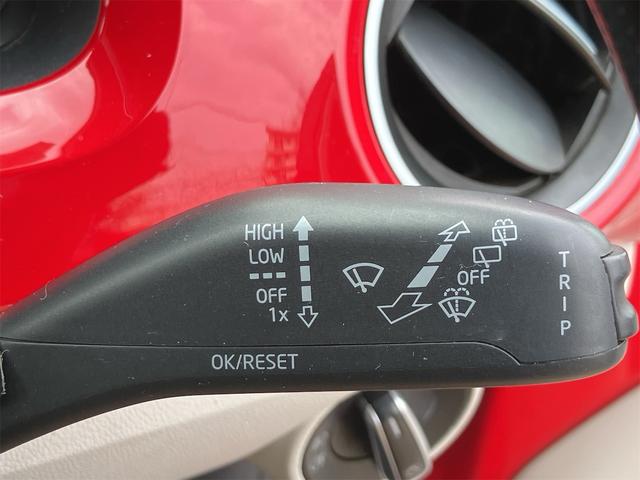 HIGH
LOW
---
OFF
1x
OFF
TRIP
OK/RESET